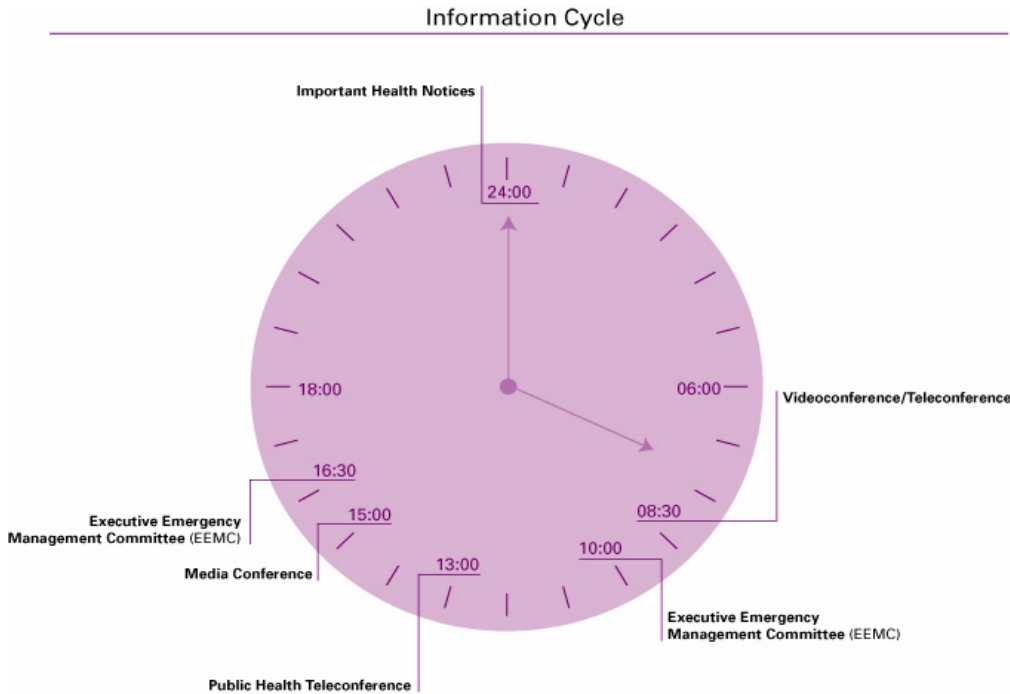 Information Cycle
Important Health Notices
24:00
18:00
06:00
Videoconference/Teleconference
16:30
08:30
Executive Emergency
Management Committee (EEMC)
15:00
10:00
Media Conference
13:00
Executive Emergency
Management Committee (EEMC)
Public Health Teleconference